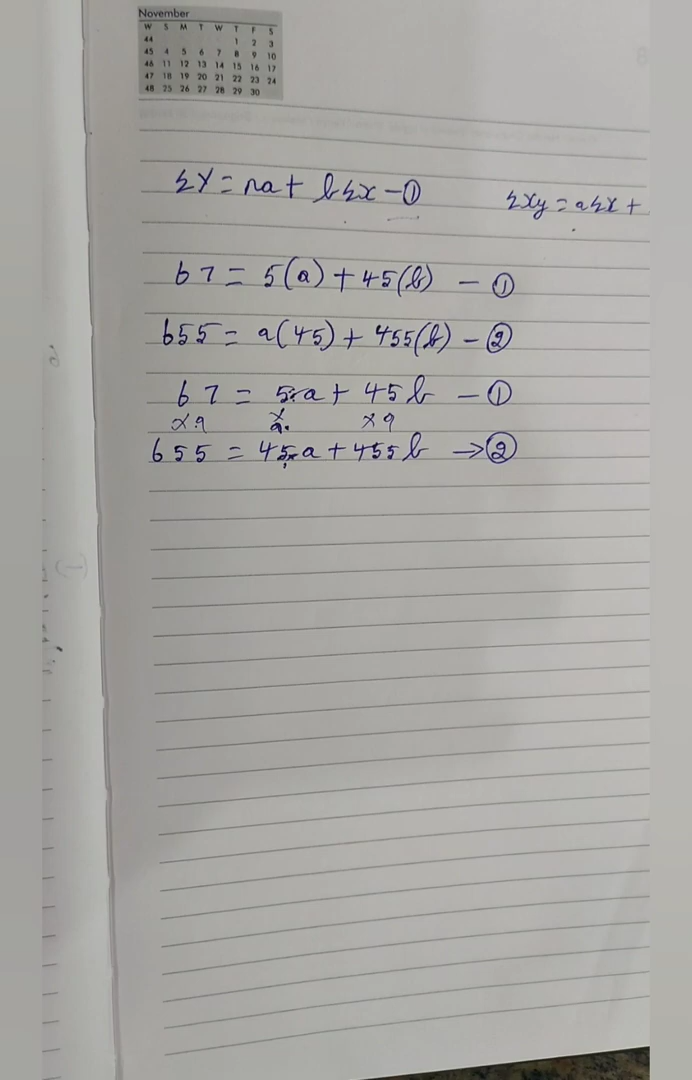 November
W S M T W T F S
44 1 2 3
45 4 5 6 7 8 9 10
46 11 12 13 14 15 16 17
47 18 19 20 21 22 23 24
48 25 26 27 28 29 30
ΣY = na + bΣx - ①
Σxy = aΣx +
67 = 5(a) + 45(b) - ①
655 = a(45) + 455(b) - ②
67 = 5a + 45b - ①
×9 ×9 ×9
655 = 45a + 455b → ②